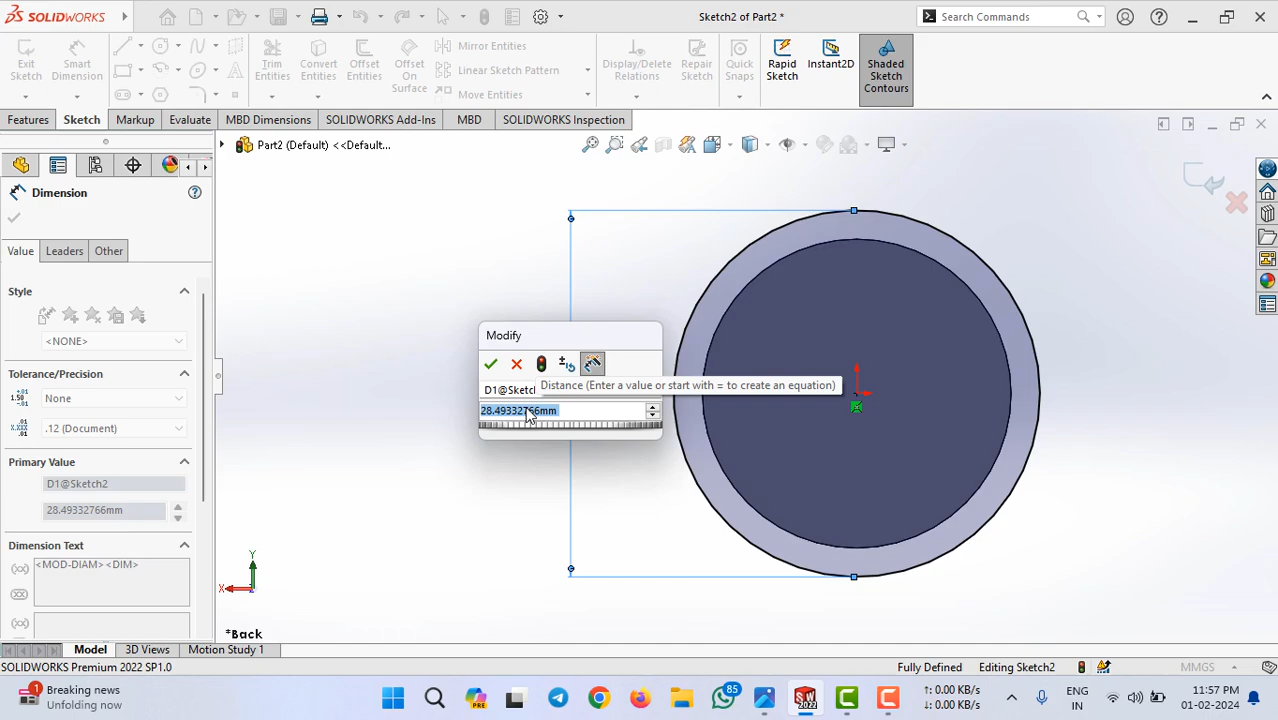 SOLIDWORKS
Sketch2 of Part2 *
Search Commands
Exit Sketch
Smart Dimension
Trim Entities
Convert Entities
Offset Entities
Offset On Surface
Mirror Entities
Linear Sketch Pattern
Move Entities
Display/Delete Relations
Repair Sketch
Quick Snaps
Rapid Sketch
Instant2D
Shaded Sketch Contours
Features
Sketch
Markup
Evaluate
MBD Dimensions
SOLIDWORKS Add-Ins
MBD
SOLIDWORKS Inspection
Part2 (Default) <<Default...
Dimension
Value
Leaders
Other
Style
<NONE>
Tolerance/Precision
None
.12 (Document)
Primary Value
D1@Sketch2
28.49332766mm
Dimension Text
<MOD-DIAM><DIM>
Modify
D1@Sketch
Distance (Enter a value or start with = to create an equation)
28.49332766mm
Y
X
*Back
Model
3D Views
Motion Study 1
SOLIDWORKS Premium 2022 SP1.0
Fully Defined
Editing Sketch2
MMGS
1
Breaking news
Unfolding now
PRE
85
SW
2022
↑: 0.00 KB/s
↓: 0.00 KB/s
ENG
IN
11:57 PM
01-02-2024